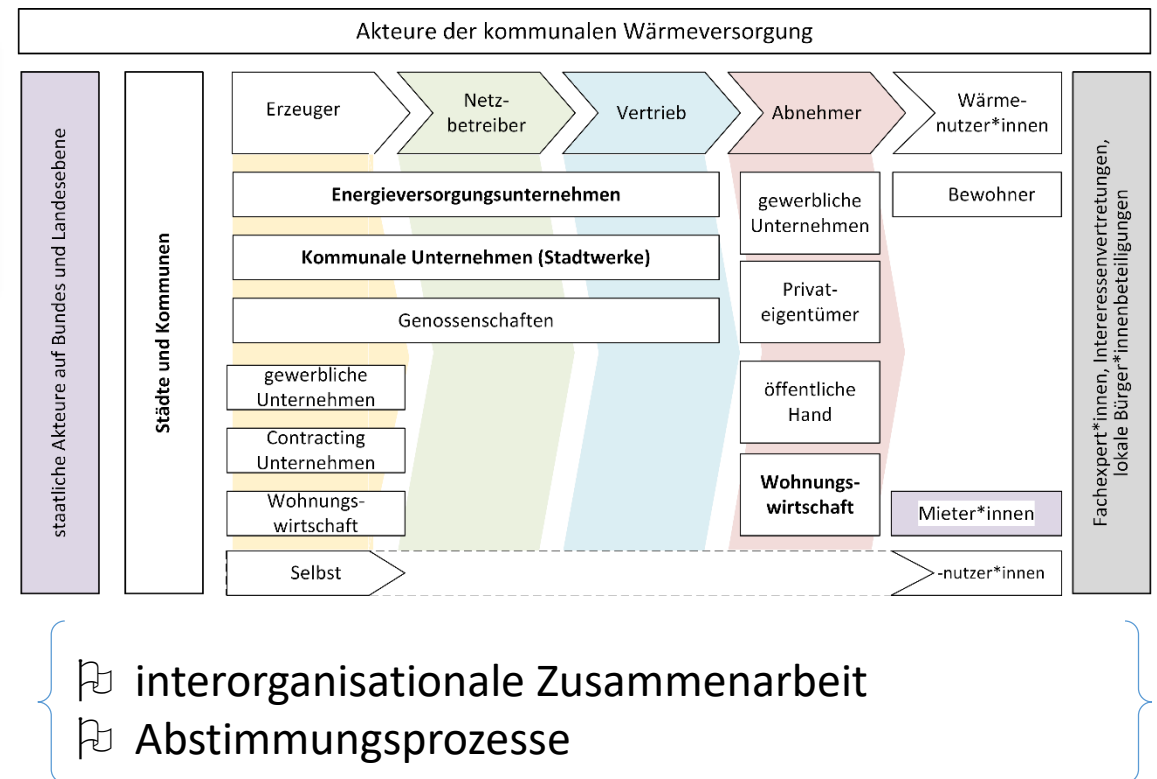 Akteure der kommunalen Wärmeversorgung
staatliche Akteure auf Bundes und Landesebene
Städte und Kommunen
Erzeuger
Netz-
betreiber
Vertrieb
Abnehmer
Wärme-
nutzer*innen
Energieversorgungsunternehmen
Kommunale Unternehmen (Stadtwerke)
Genossenschaften
gewerbliche
Unternehmen
Contracting
Unternehmen
Wohnungs-
wirtschaft
gewerbliche
Unternehmen
Privat-
eigentümer
öffentliche
Hand
Wohnungs-
wirtschaft
Bewohner
Mieter*innen
Selbst
-nutzer*innen
Fachexpert*innen, Intereressenvertretungen,
lokale Bürger*innenbeteiligungen
interorganisationale Zusammenarbeit
Abstimmungsprozesse